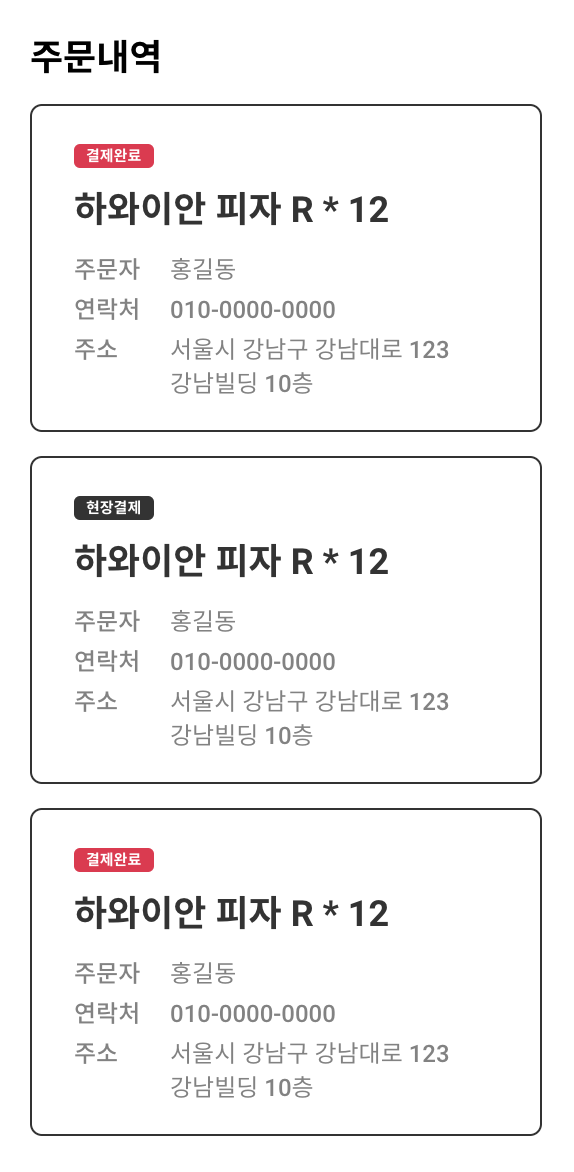 주문내역
결제완료
하와이안 피자 R * 12
주문자 홍길동
연락처 010-0000-0000
주소 서울시 강남구 강남대로 123
강남빌딩 10층
현장결제
하와이안 피자 R * 12
주문자 홍길동
연락처 010-0000-0000
주소 서울시 강남구 강남대로 123
강남빌딩 10층
결제완료
하와이안 피자 R * 12
주문자 홍길동
연락처 010-0000-0000
주소 서울시 강남구 강남대로 123
강남빌딩 10층